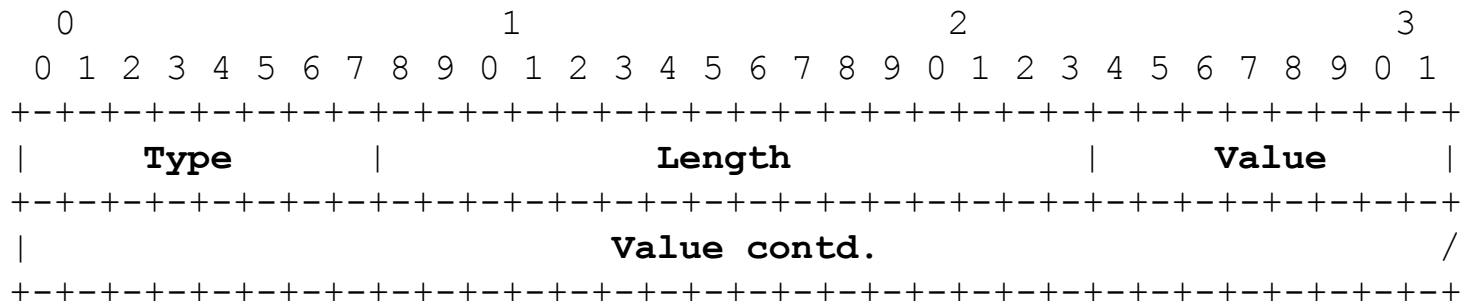 0                   1                   2                   3
 0 1 2 3 4 5 6 7 8 9 0 1 2 3 4 5 6 7 8 9 0 1 2 3 4 5 6 7 8 9 0 1
+-+-+-+-+-+-+-+-+-+-+-+-+-+-+-+-+-+-+-+-+-+-+-+-+-+-+-+-+-+-+-+-+
|     Type      |            Length             |     Value     |
+-+-+-+-+-+-+-+-+-+-+-+-+-+-+-+-+-+-+-+-+-+-+-+-+-+-+-+-+-+-+-+-+
|                          Value contd.                         /
+-+-+-+-+-+-+-+-+-+-+-+-+-+-+-+-+-+-+-+-+-+-+-+-+-+-+-+-+-+-+-+-+